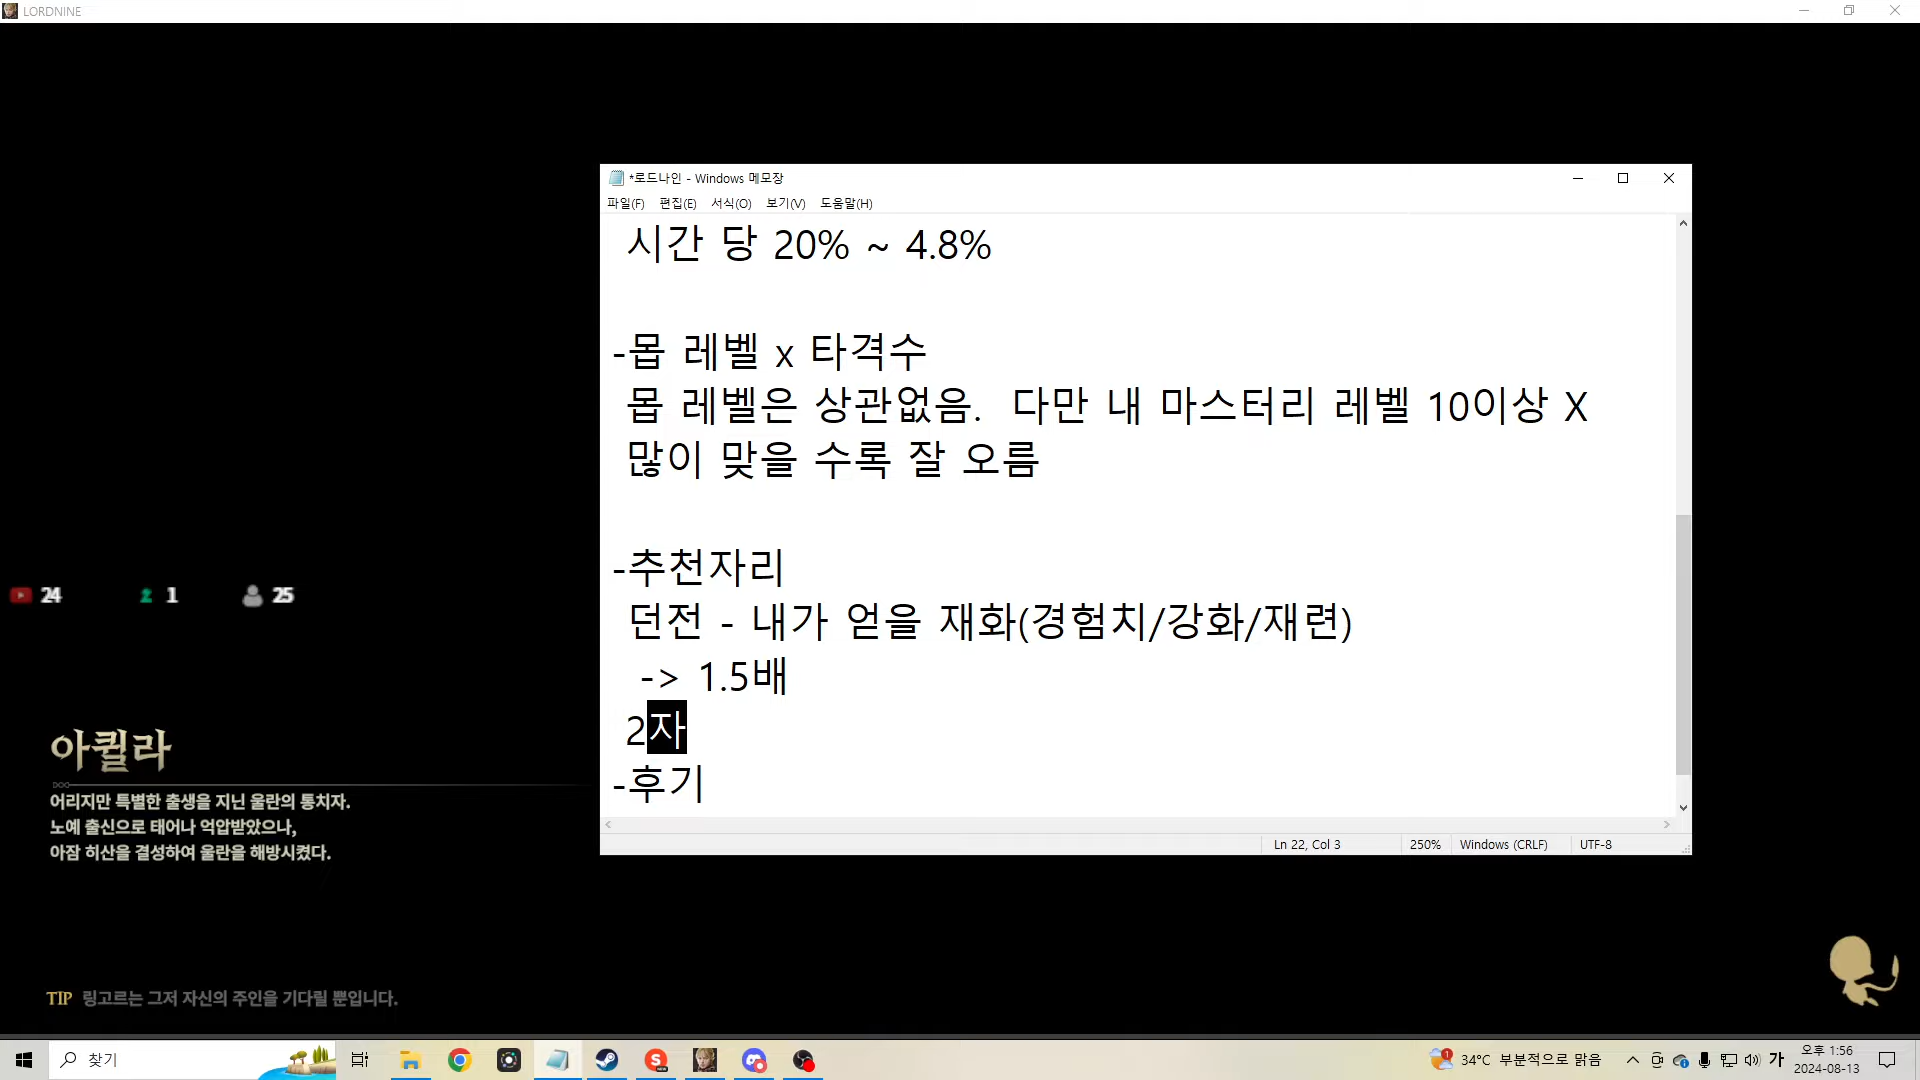 LORDNINE
*로드나인 - Windows 메모장
파일(F) 편집(E) 서식(O) 보기(V) 도움말(H)
시간 당 20% ~ 4.8%
-몹 레벨 x 타격수
몹 레벨은 상관없음. 다만 내 마스터리 레벨 10이상 X
많이 맞을 수록 잘 오름
-추천자리
던전 - 내가 얻을 재화(경험치/강화/재련)
-> 1.5배
2자
-후기
Ln 22, Col 3 250% Windows (CRLF) UTF-8
24 1 25
아퀼라
어리지만 특별한 출생을 지닌 울란의 통치자.
노예 출신으로 태어나 억압받았으나,
아잠 히산을 결성하여 울란을 해방시켰다.
TIP 링고르는 그저 자신의 주인을 기다릴 뿐입니다.
찾기
34°C 부분적으로 맑음
가
오후 1:56
2024-08-13